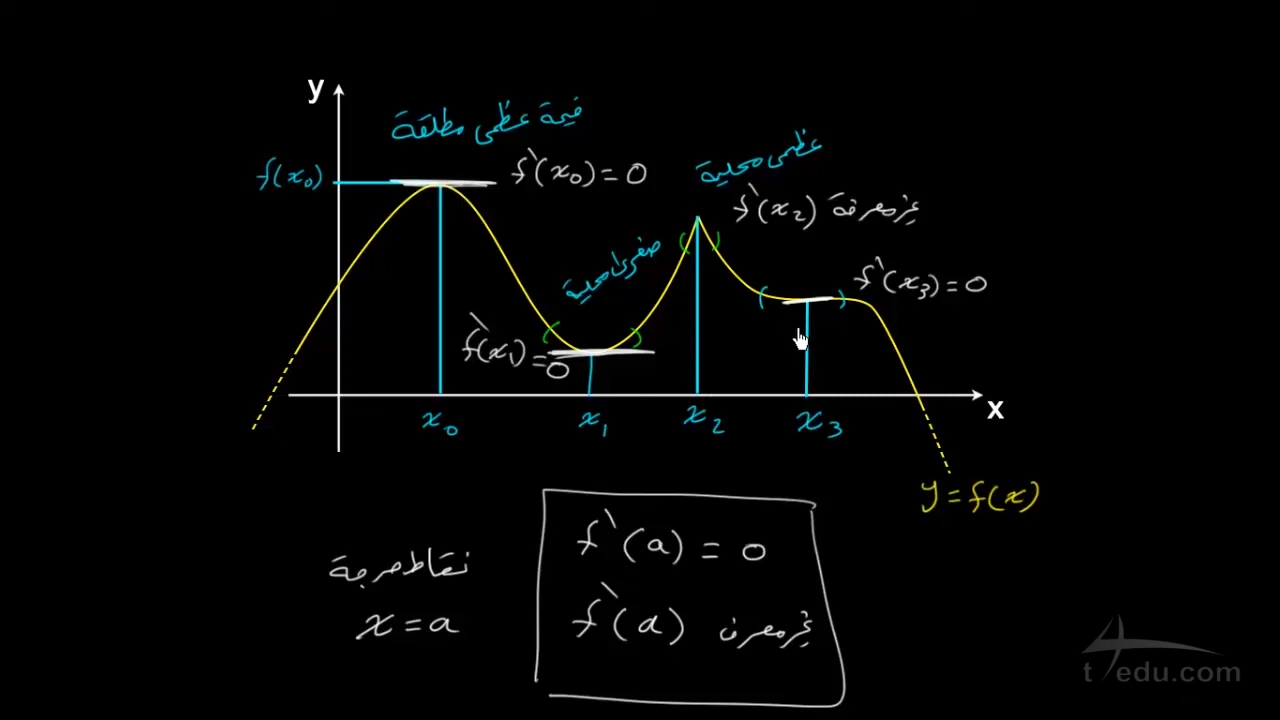 y
قيمة عظمى مطلقة
f(x₀)
f`(x₀) = 0
عظمى محلية
f`(x₂) غير معرفة
صغرى محلية
f`(x₃) = 0
f`(x₁) = 0
x
x₀
x₁
x₂
x₃
y = f(x)
f`(a) = 0
نقاط حرجة
x = a
f`(a) غير معرف
t4edu.com